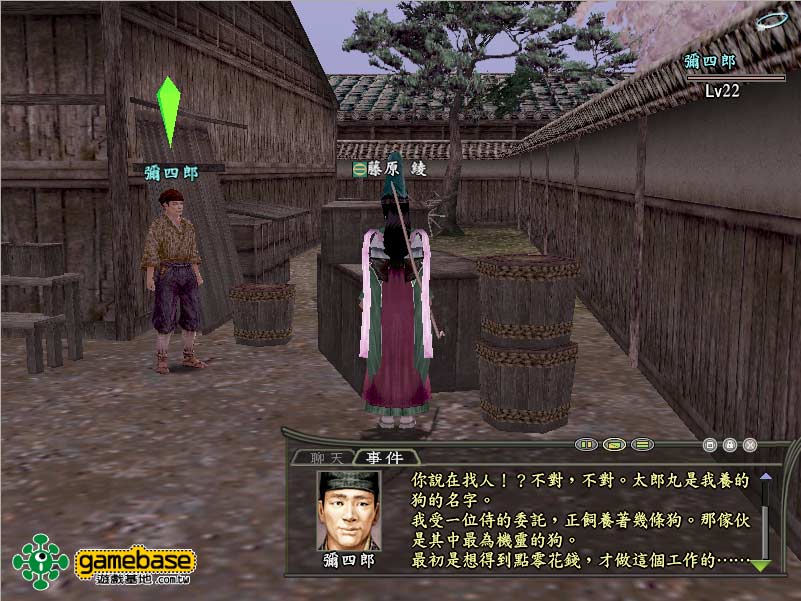 彌四郎
Lv22
彌四郎
藤原 綾
聊天
事件
你說在找人！？不對，不對。太郎丸是我養的
狗的名字。
我受一位侍的委託，正飼養著幾條狗。那傢伙
是其中最為機靈的狗。
最初是想得到點零花錢，才做這個工作的……
彌四郎
gamebase
遊戲基地.com.tw